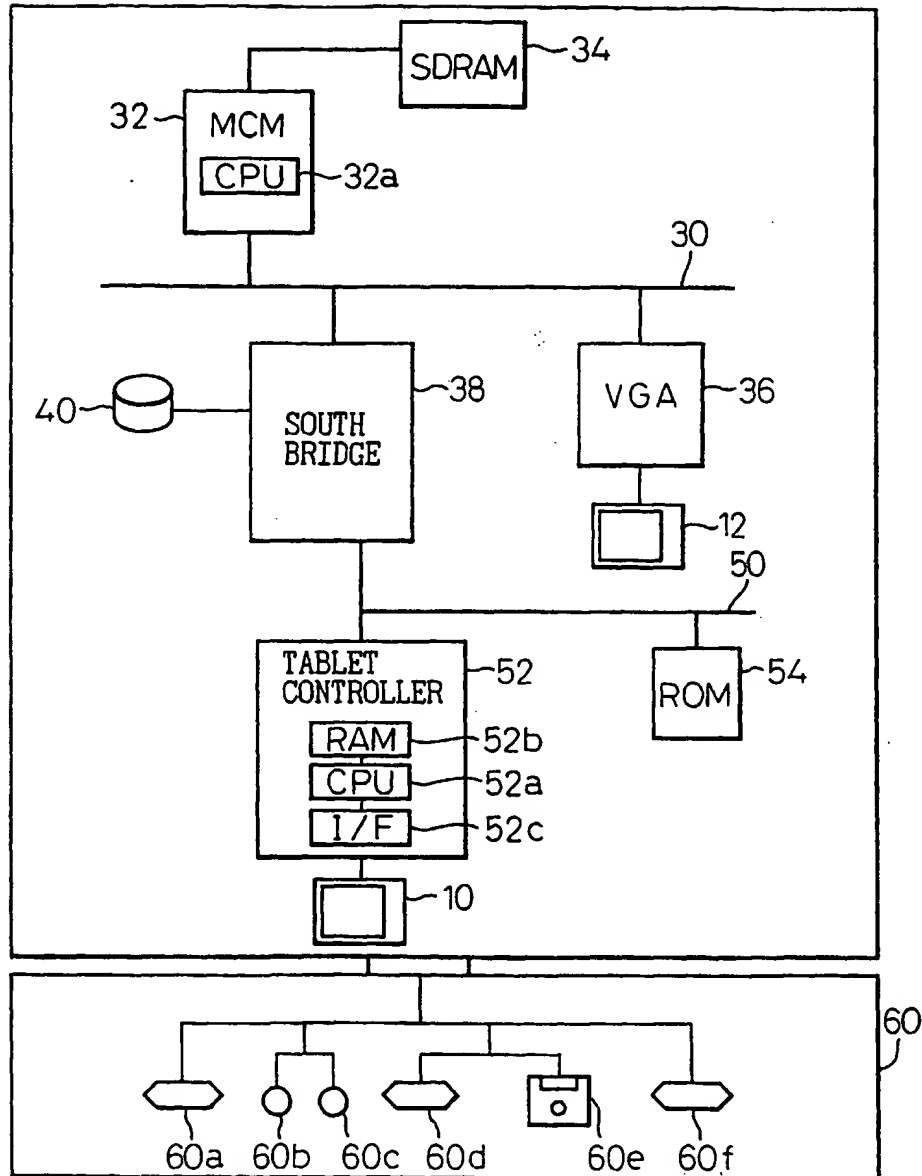 SDRAM 34
32 MCM
CPU 32a
30
40 SOUTH BRIDGE 38
VGA 36
12
50
TABLET CONTROLLER 52
ROM 54
RAM 52b
CPU 52a
I/F 52c
10
60
60a 60b 60c 60d 60e 60f